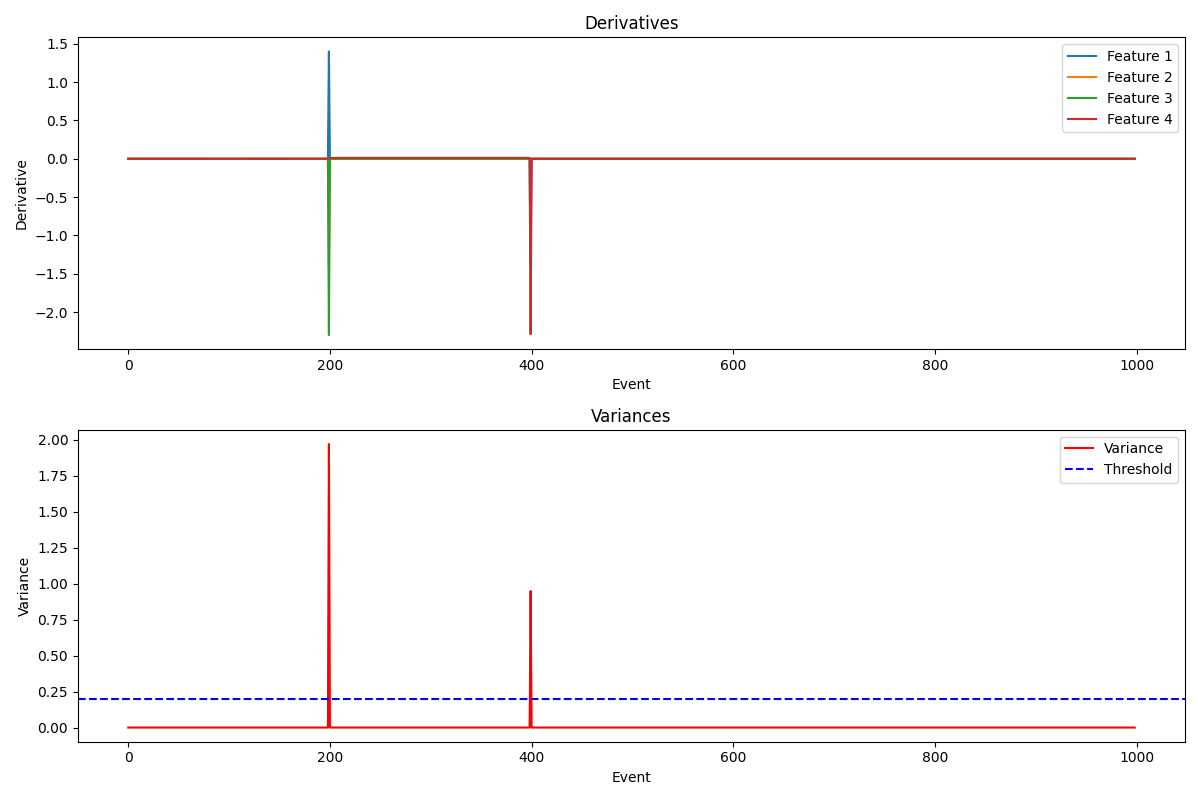 Derivatives
1.5
1.0
0.5
0.0
−0.5
−1.0
−1.5
−2.0
Derivative
Feature 1
Feature 2
Feature 3
Feature 4
0 200 400 600 800 1000
Event
Variances
2.00
1.75
1.50
1.25
1.00
0.75
0.50
0.25
0.00
Variance
Variance
Threshold
0 200 400 600 800 1000
Event